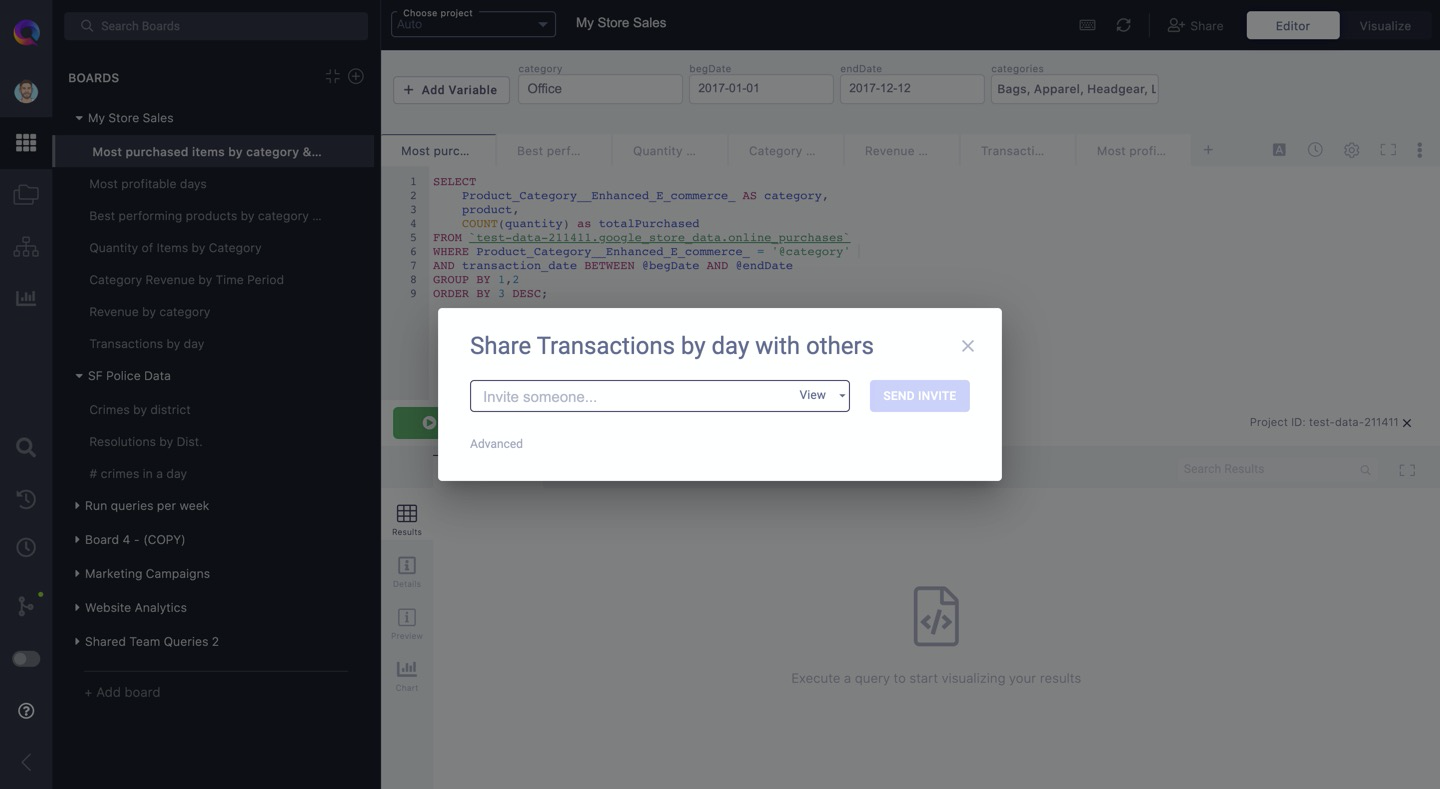 Search Boards
Choose project
Auto
My Store Sales
Share
Editor
Visualize
BOARDS
My Store Sales
Most purchased items by category &...
Most profitable days
Best performing products by category ...
Quantity of Items by Category
Category Revenue by Time Period
Revenue by category
Transactions by day
SF Police Data
Crimes by district
Resolutions by Dist.
# crimes in a day
Run queries per week
Board 4 - (COPY)
Marketing Campaigns
Website Analytics
Shared Team Queries 2
+ Add board
+ Add Variable
category
Office
begDate
2017-01-01
endDate
2017-12-12
categories
Bags, Apparel, Headgear, L
Most purc...
Best perf...
Quantity ...
Category ...
Revenue ...
Transacti...
Most profi...
+
A
1 SELECT
2 Product_Category__Enhanced_E_commerce_ AS category,
3 product,
4 COUNT(quantity) as totalPurchased
5 FROM `test-data-211411.google_store_data.online_purchases`
6 WHERE Product_Category__Enhanced_E_commerce_ = '@category'
7 AND transaction_date BETWEEN @begDate AND @endDate
8 GROUP BY 1,2
9 ORDER BY 3 DESC;
Share Transactions by day with others
Invite someone...
View
SEND INVITE
Advanced
Project ID: test-data-211411
Search Results
Results
Details
Preview
Chart
Execute a query to start visualizing your results